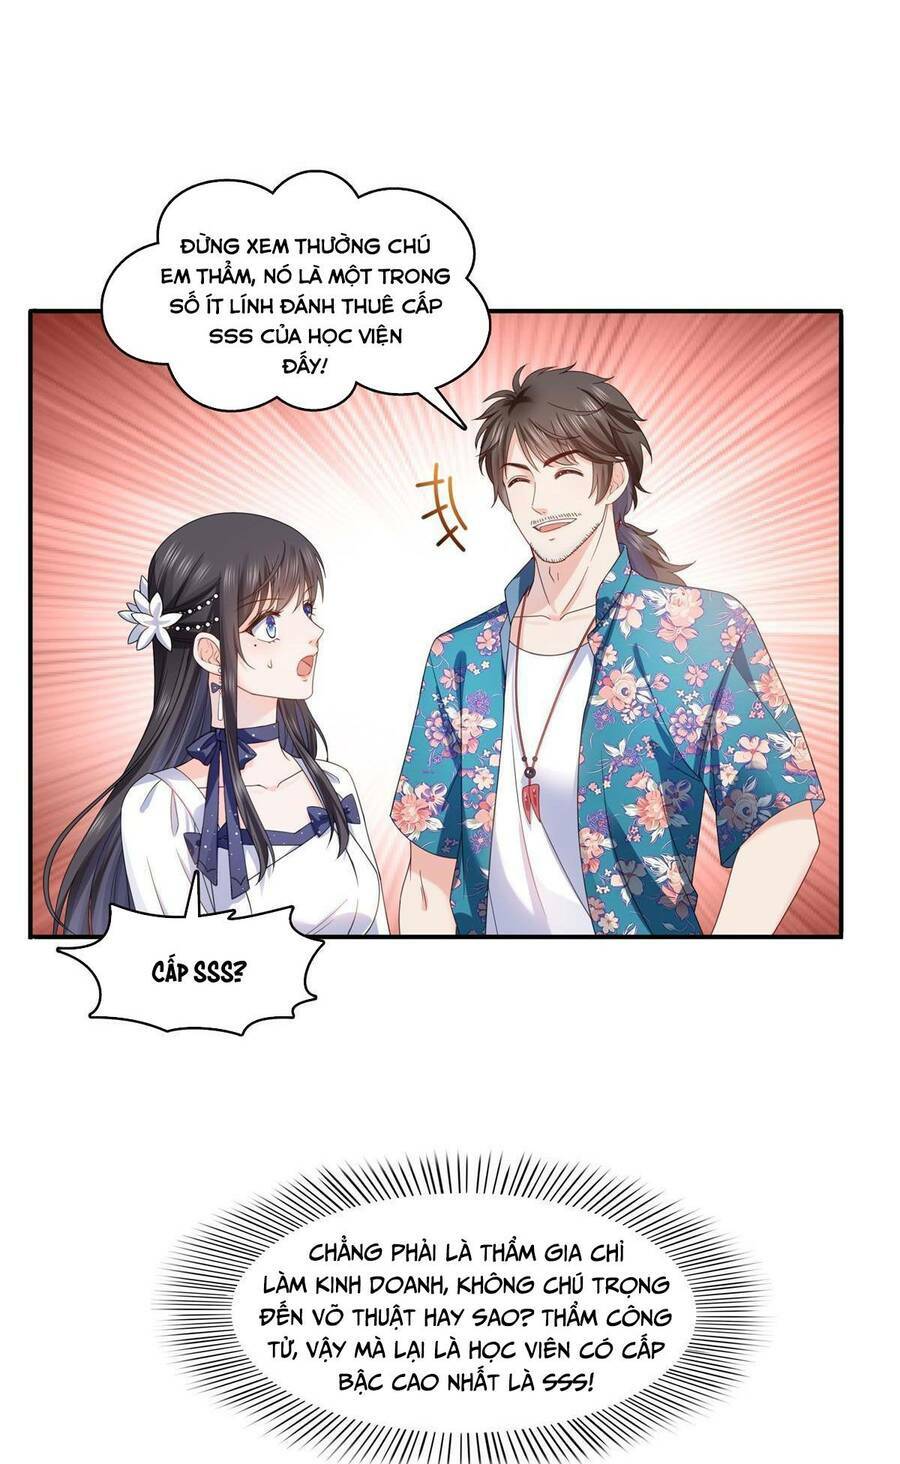 ĐỪNG XEM THƯỜNG CHÚ
EM THẨM, NÓ LÀ MỘT TRONG
SỐ ÍT LÍNH ĐÁNH THUÊ CẤP
SSS CỦA HỌC VIỆN
ĐẤY!
CẤP SSS?
CHẲNG PHẢI LÀ THẨM GIA CHỈ
LÀM KINH DOANH, KHÔNG CHÚ TRỌNG
ĐẾN VÕ THUẬT HAY SAO? THẨM CÔNG
TỬ, VẬY MÀ LẠI LÀ HỌC VIÊN CÓ CẤP
BẬC CAO NHẤT LÀ SSS!